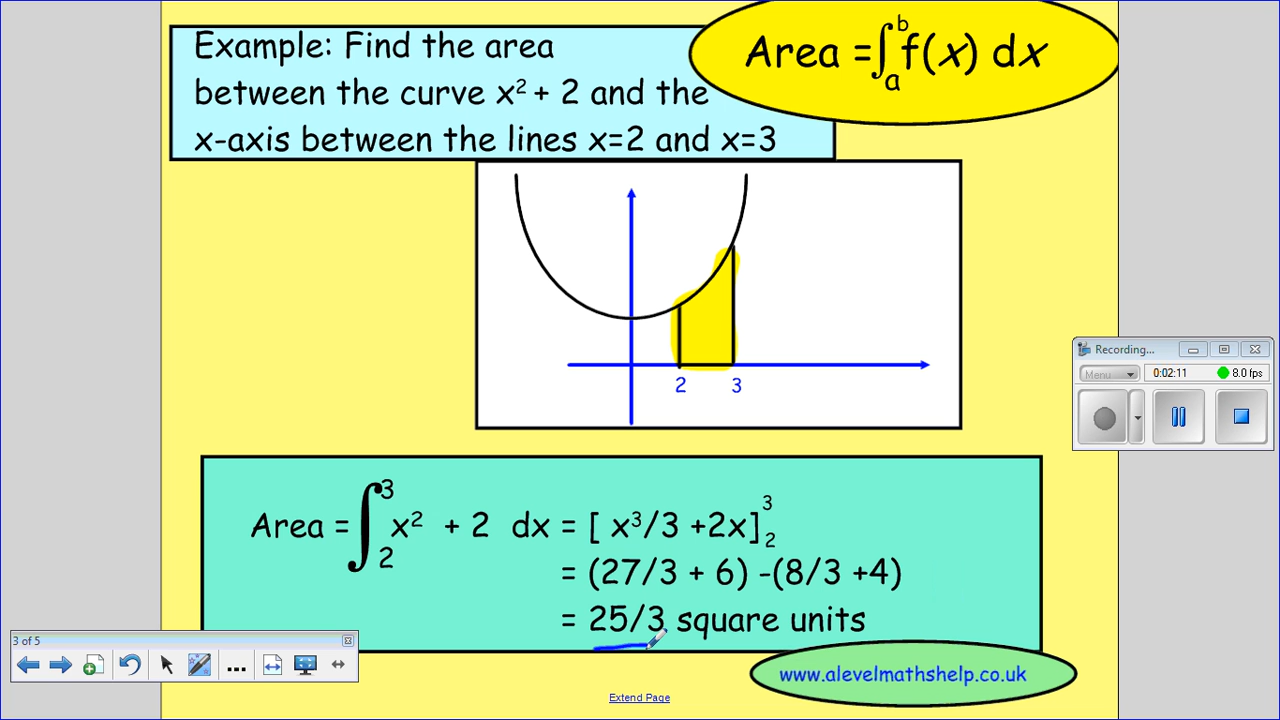 Example: Find the area
between the curve x² + 2 and the
x-axis between the lines x=2 and x=3
Area =∫ₐᵇ f(x) dx
2 3
Area = ∫₂³ x² + 2 dx = [ x³/3 +2x]₂³
= (27/3 + 6) -(8/3 +4)
= 25/3 square units
www.alevelmathshelp.co.uk
Extend Page
Recording...
Menu
0:02:11
8.0 fps
3 of 5